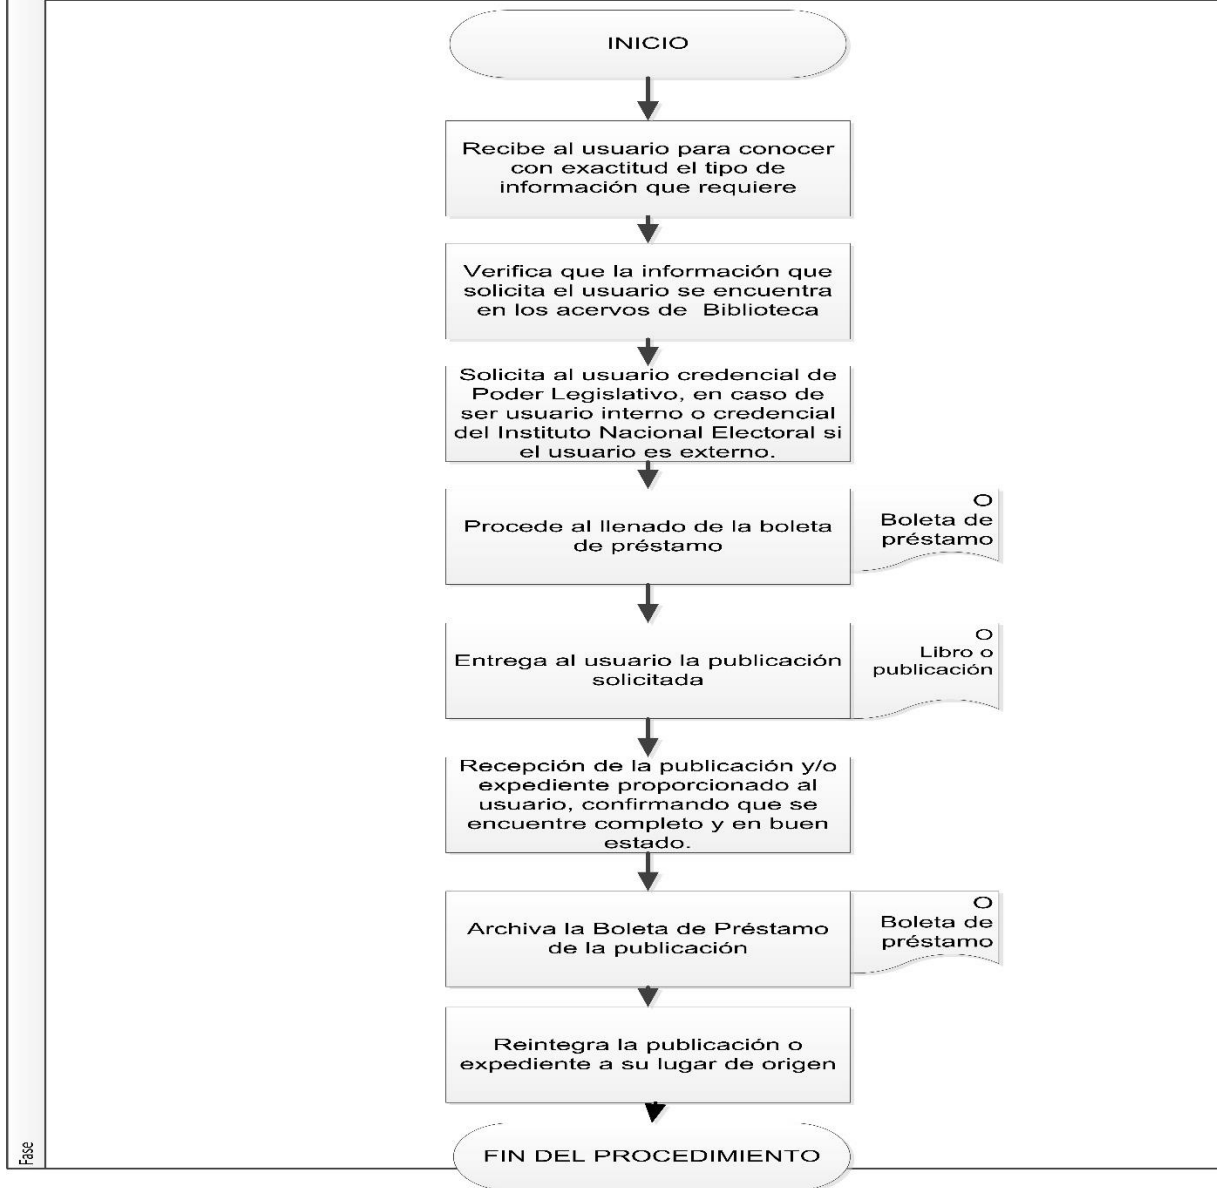 INICIO
Recibe al usuario para conocer
con exactitud el tipo de
información que requiere
Verifica que la información que
solicita el usuario se encuentra
en los acervos de Biblioteca
Solicita al usuario credencial de
Poder Legislativo, en caso de
ser usuario interno o credencial
del Instituto Nacional Electoral si
el usuario es externo.
Procede al llenado de la boleta
de préstamo
O
Boleta de
préstamo
Entrega al usuario la publicación
solicitada
O
Libro o
publicación
Recepción de la publicación y/o
expediente proporcionado al
usuario, confirmando que se
encuentre completo y en buen
estado.
Archiva la Boleta de Préstamo
de la publicación
O
Boleta de
préstamo
Reintegra la publicación o
expediente a su lugar de origen
FIN DEL PROCEDIMIENTO
Fase